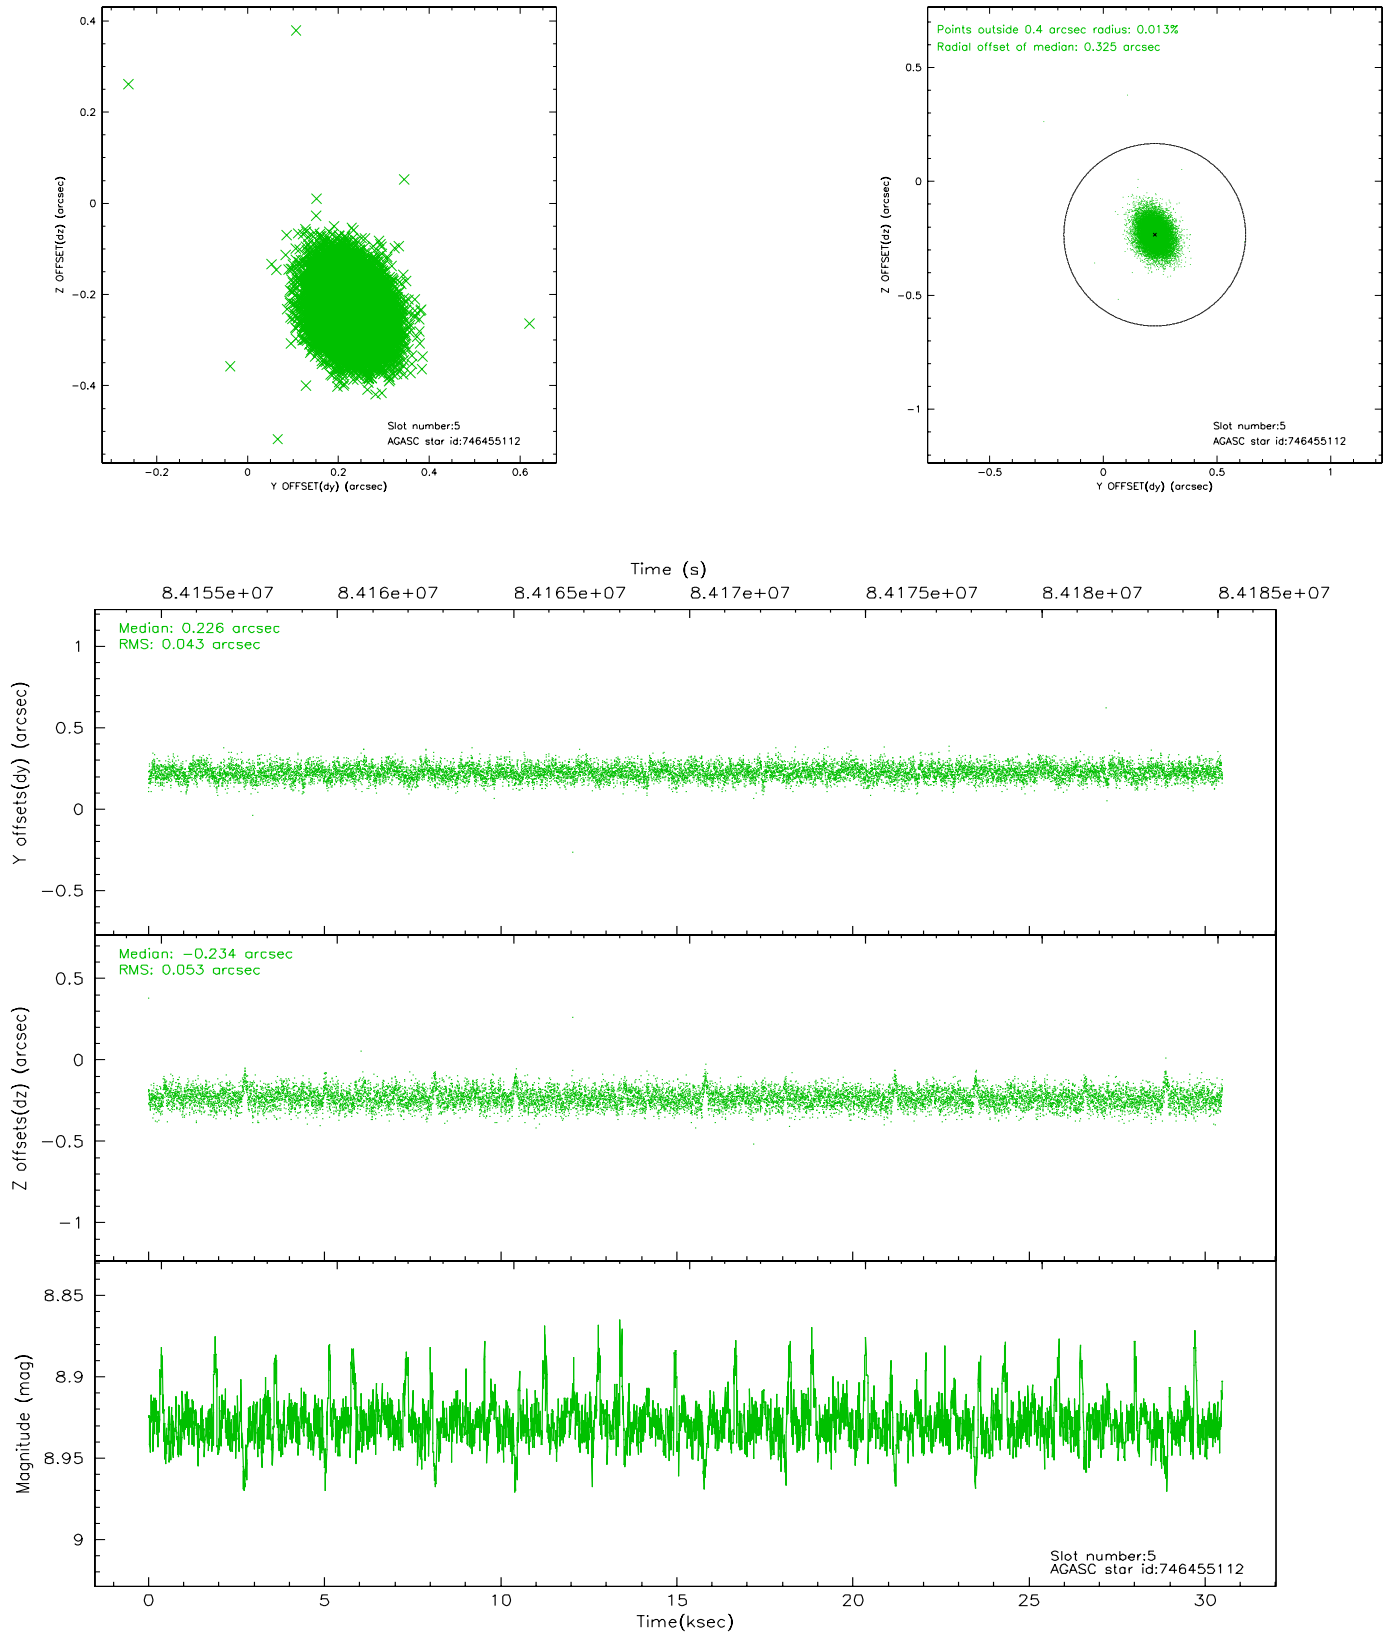 0.4
0.2
0
−0.2
−0.4
Z OFFSET(dz) (arcsec)
−0.2 0 0.2 0.4 0.6
Y OFFSET(dy) (arcsec)
Slot number:5
AGASC star id:746455112
Points outside 0.4 arcsec radius: 0.013%
Radial offset of median: 0.325 arcsec
0.5
0
−0.5
−1
Z OFFSET(dz) (arcsec)
−0.5 0 0.5 1
Y OFFSET(dy) (arcsec)
Slot number:5
AGASC star id:746455112
Time (s)
8.4155e+07 8.416e+07 8.4165e+07 8.417e+07 8.4175e+07 8.418e+07 8.4185e+07
Median: 0.226 arcsec
RMS: 0.043 arcsec
1
0.5
0
−0.5
Y offsets(dy) (arcsec)
Median: −0.234 arcsec
RMS: 0.053 arcsec
0.5
0
−0.5
−1
Z offsets(dz) (arcsec)
8.85
8.9
8.95
9
Magnitude (mag)
Slot number:5
AGASC star id:746455112
0 5 10 15 20 25 30
Time(ksec)